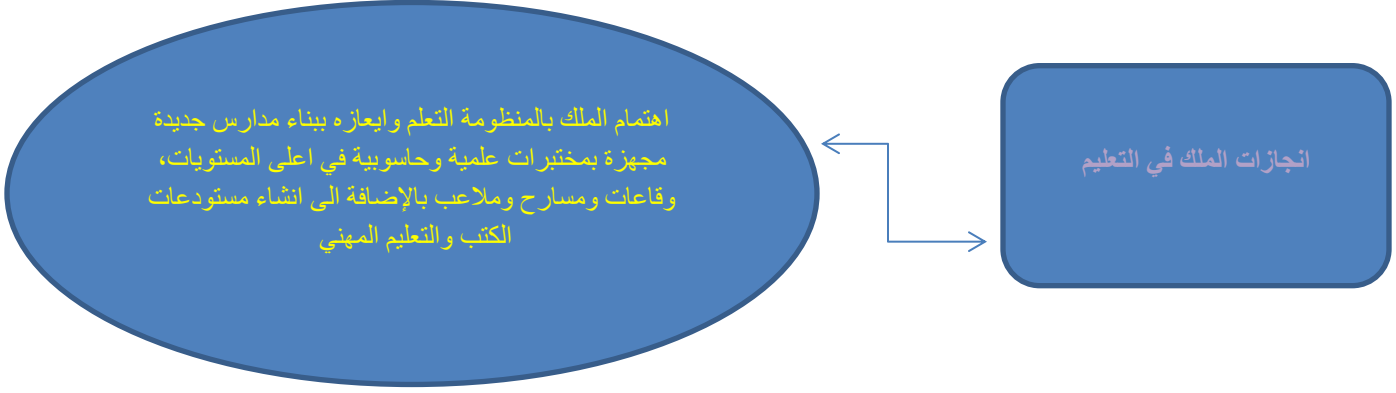 انجازات الملك في التعليم
اهتمام الملك بالمنظومة التعلم وايعازه ببناء مدارس جديدة
مجهزة بمختبرات علمية وحاسوبية في اعلى المستويات،
وقاعات ومسارح وملاعب بالإضافة الى انشاء مستودعات
الكتب والتعليم المهني